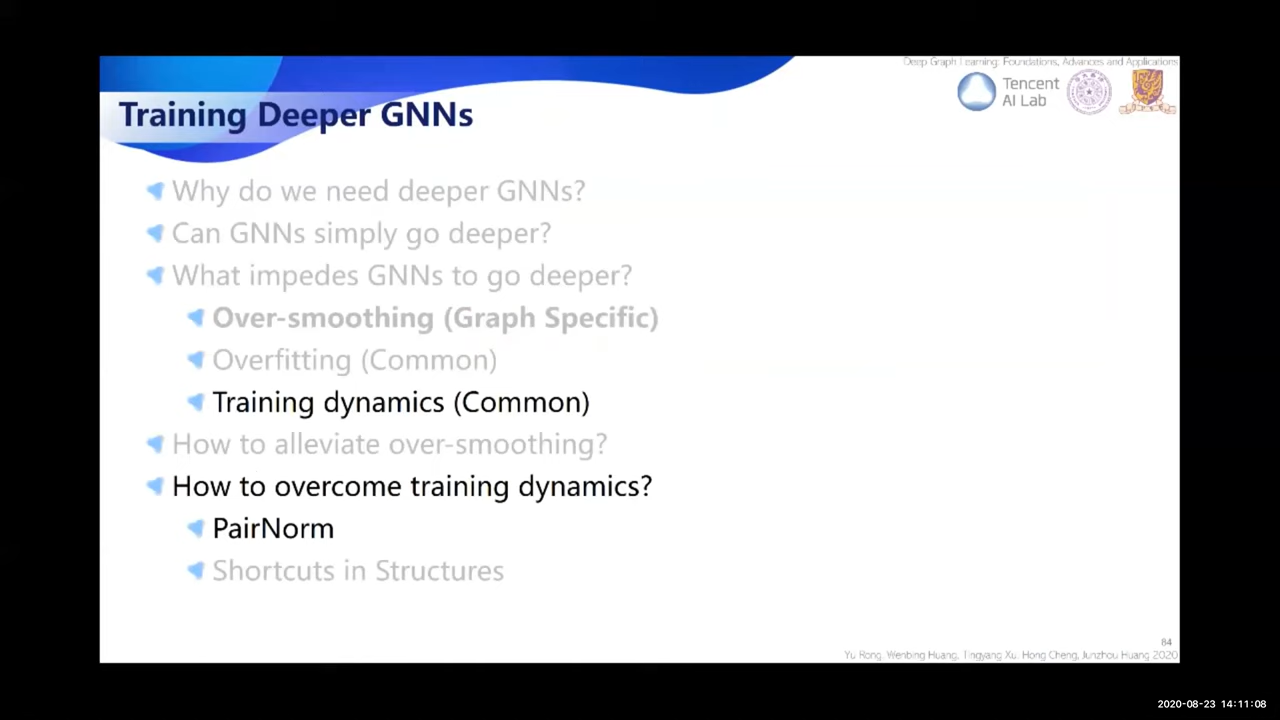 Deep Graph Learning: Foundations, Advances and Applications
Tencent
AI Lab
Training Deeper GNNs
Why do we need deeper GNNs?
Can GNNs simply go deeper?
What impedes GNNs to go deeper?
Over-smoothing (Graph Specific)
Overfitting (Common)
Training dynamics (Common)
How to alleviate over-smoothing?
How to overcome training dynamics?
PairNorm
Shortcuts in Structures
84
Yu Rong, Wenbing Huang, Tingyang Xu, Hong Cheng, Junzhou Huang 2020
2020-08-23 14:11:08